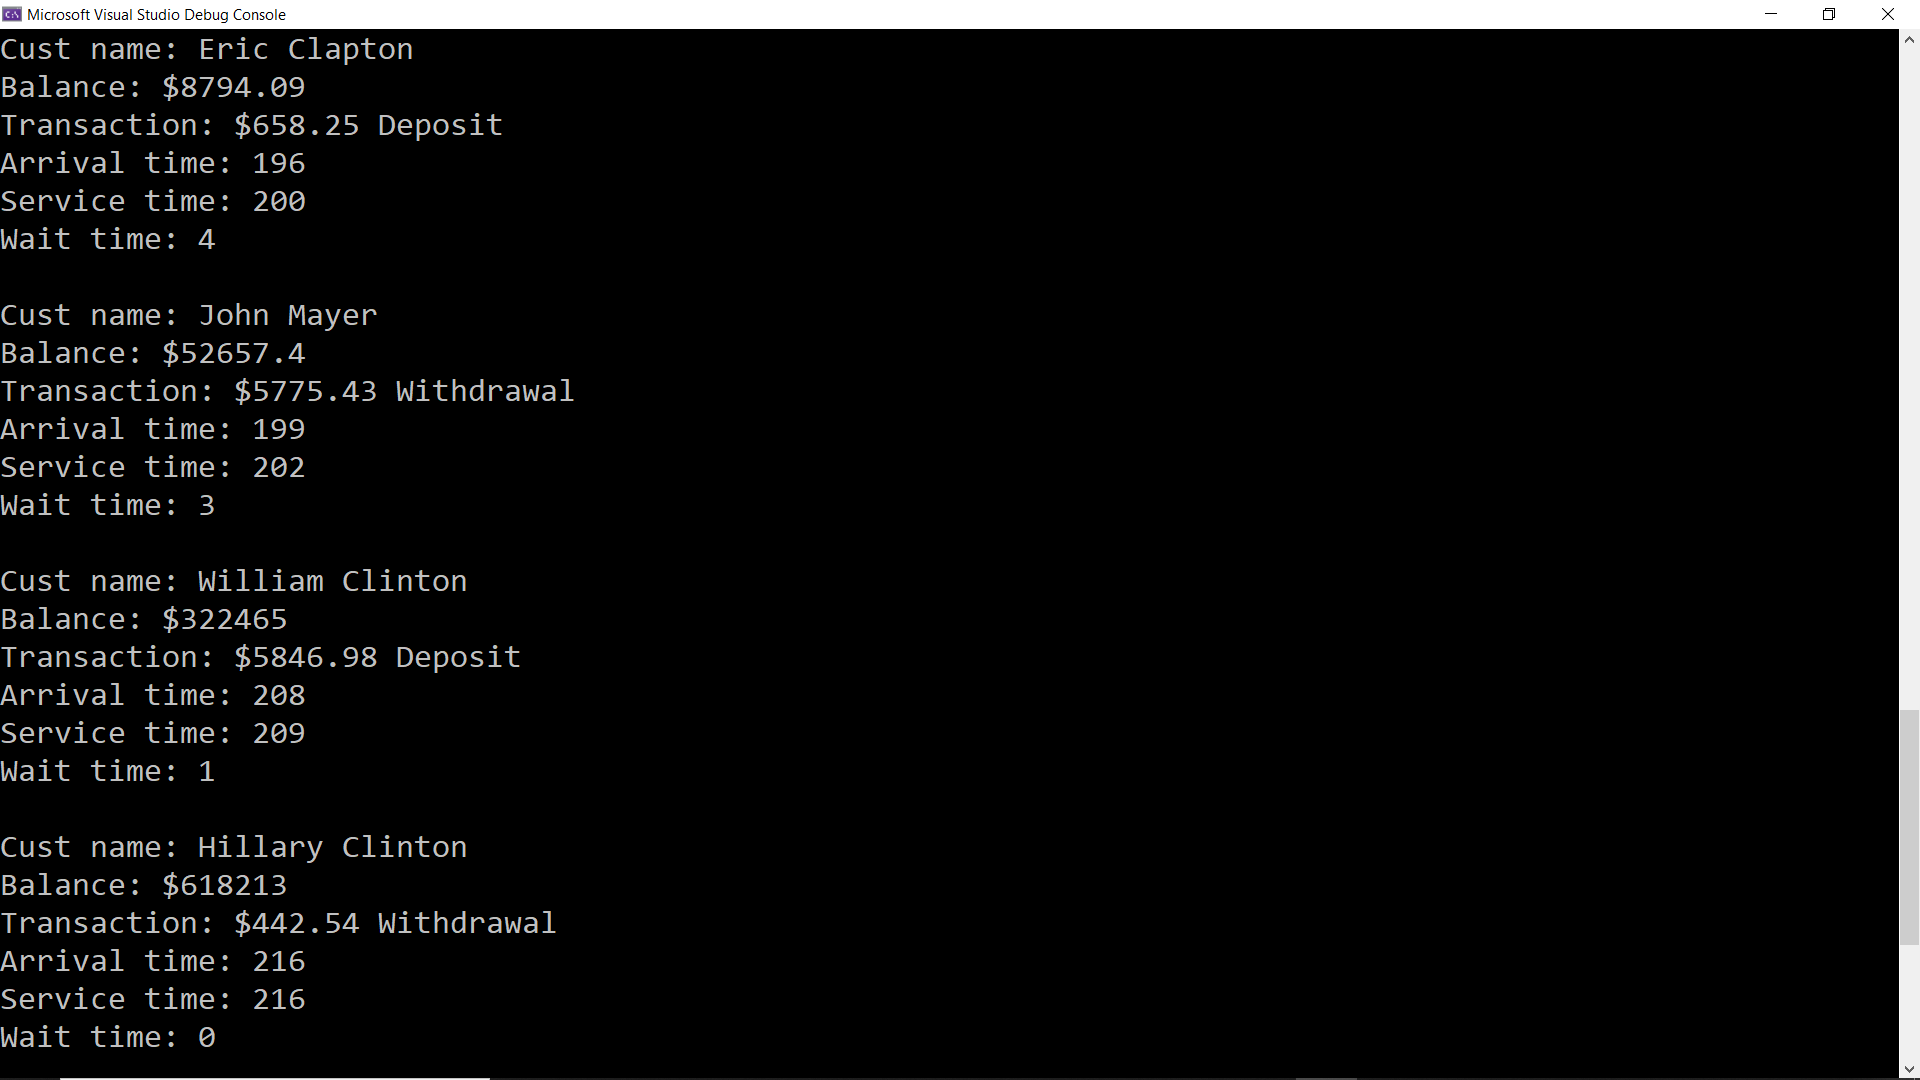 Microsoft Visual Studio Debug Console
Cust name: Eric Clapton
Balance: $8794.09
Transaction: $658.25 Deposit
Arrival time: 196
Service time: 200
Wait time: 4
Cust name: John Mayer
Balance: $52657.4
Transaction: $5775.43 Withdrawal
Arrival time: 199
Service time: 202
Wait time: 3
Cust name: William Clinton
Balance: $322465
Transaction: $5846.98 Deposit
Arrival time: 208
Service time: 209
Wait time: 1
Cust name: Hillary Clinton
Balance: $618213
Transaction: $442.54 Withdrawal
Arrival time: 216
Service time: 216
Wait time: 0